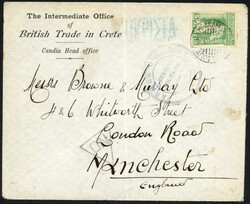 The Intermediate Office
of
British Trade in Crete
Candia Head office
Messrs Browne & Murray Ltd
4 & 6 Whitworth Street
London Road
Manchester
England